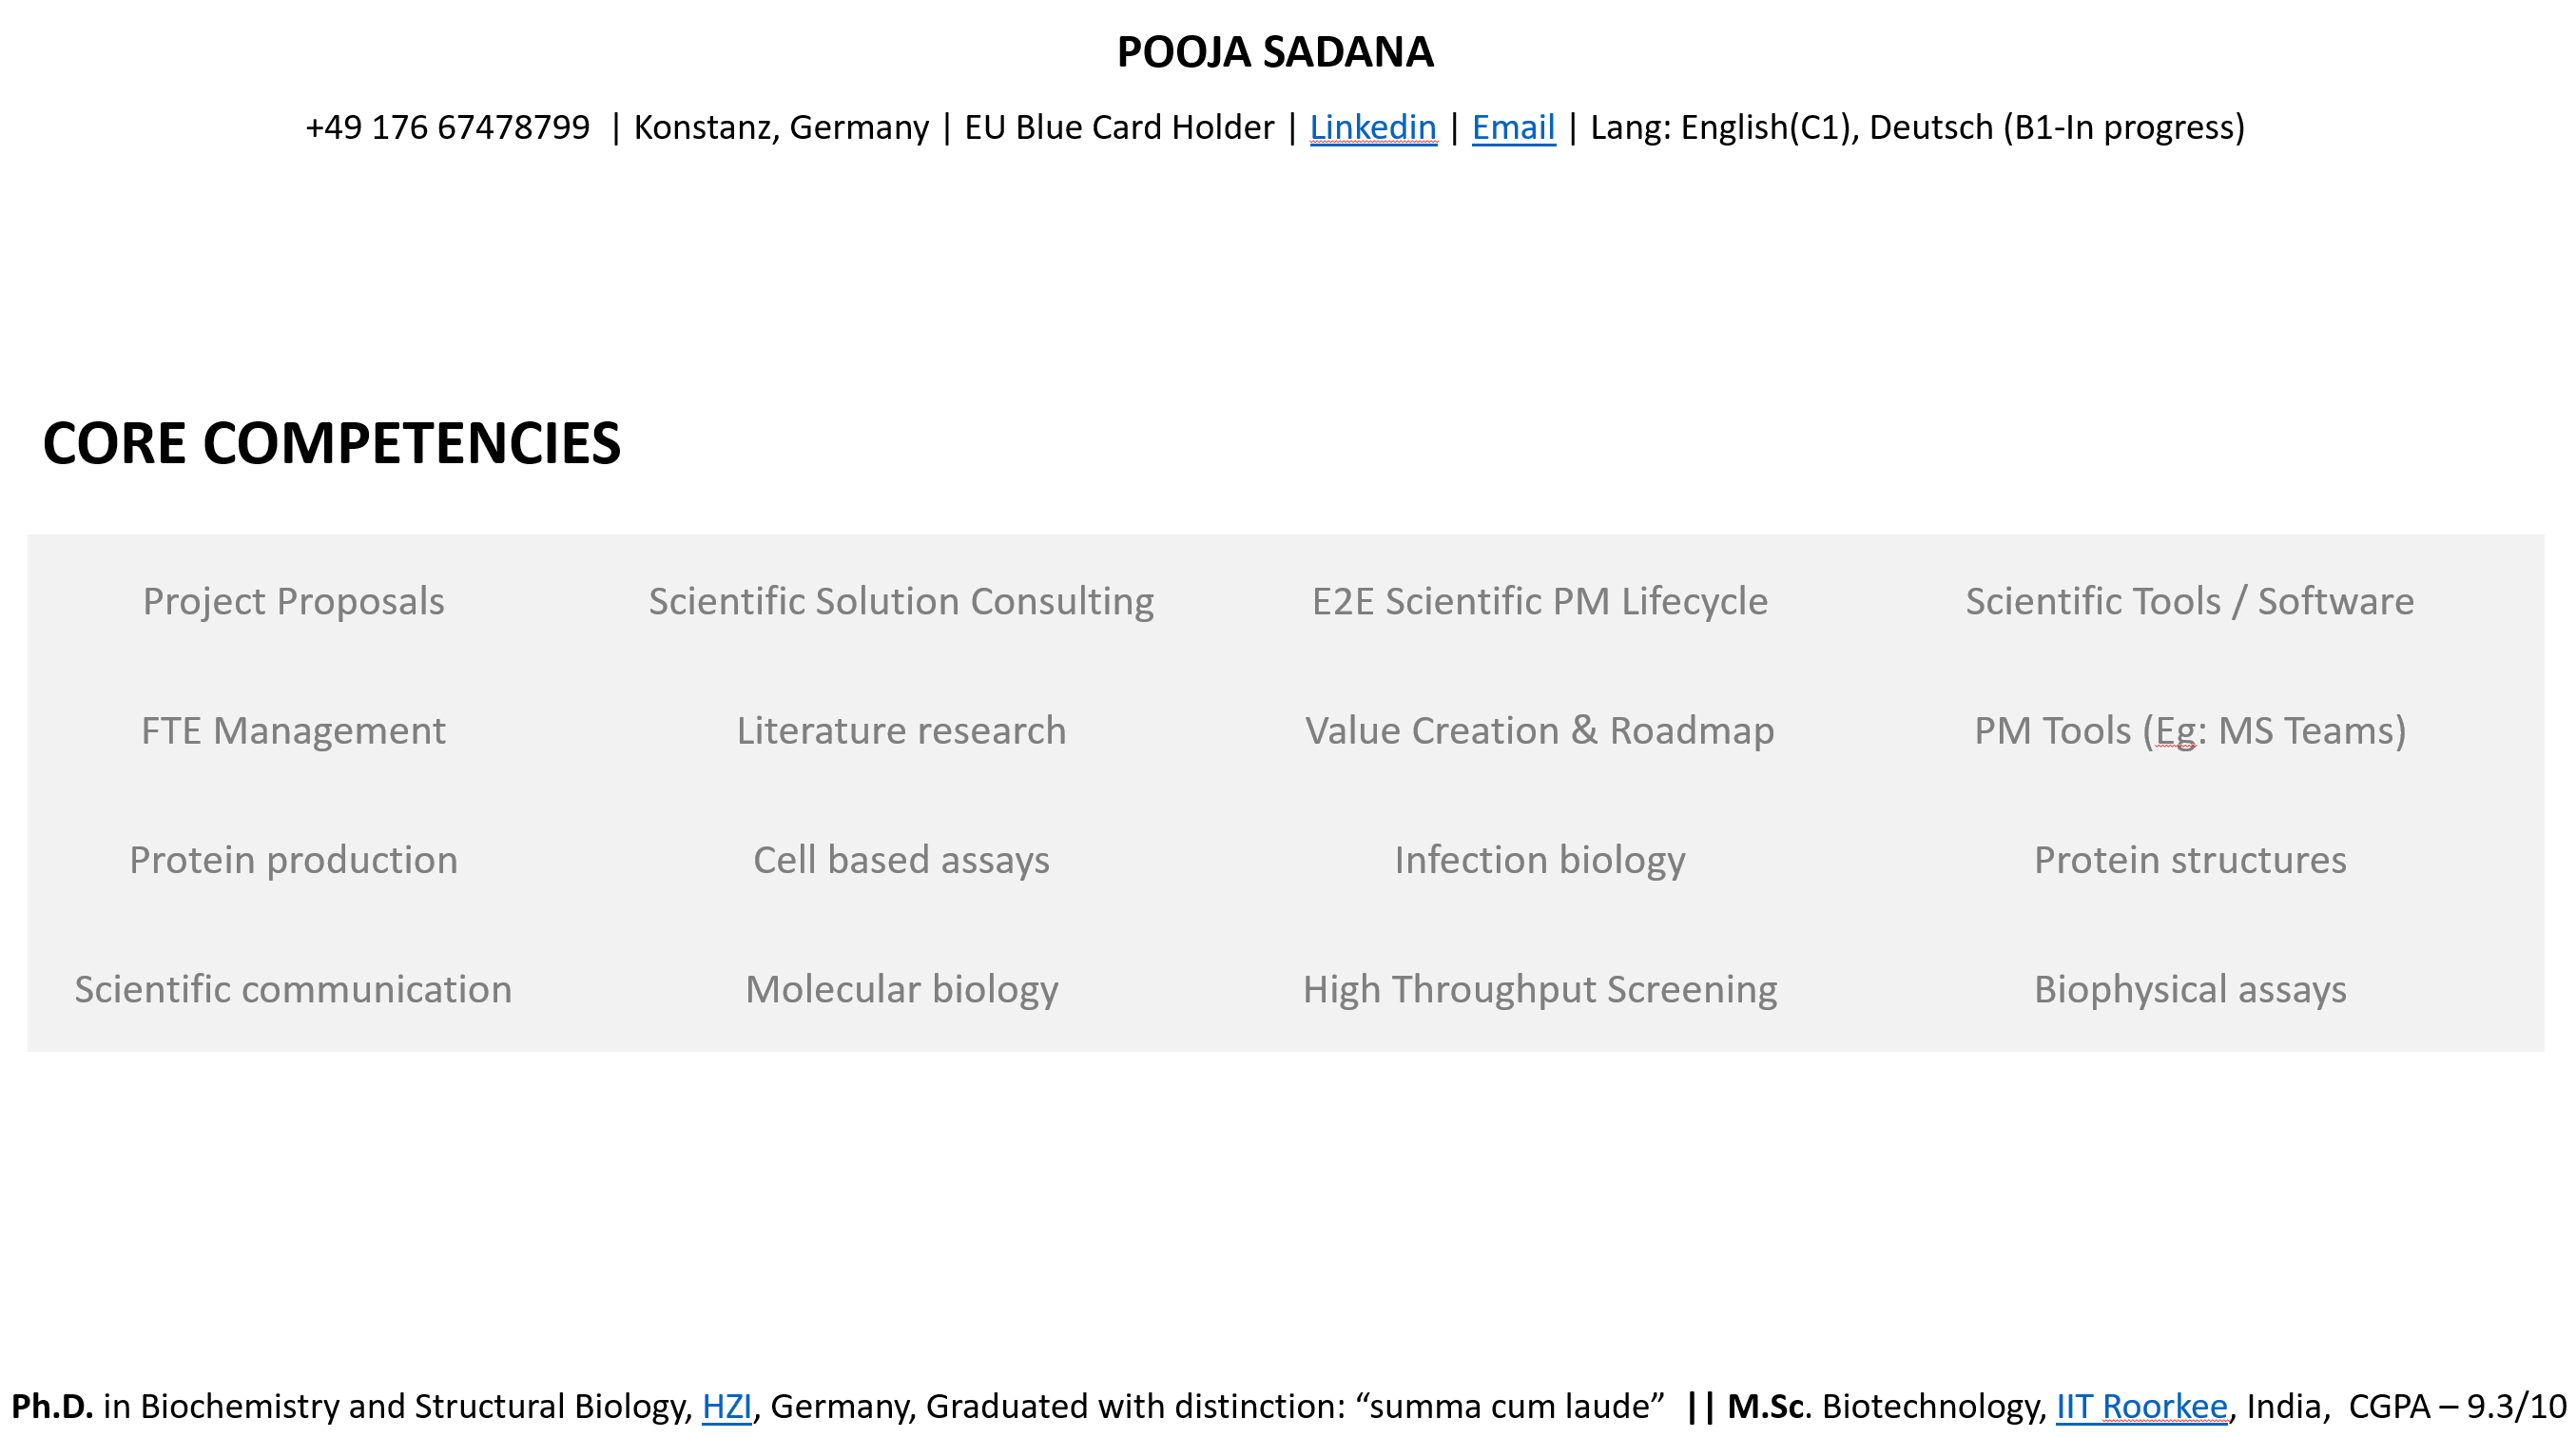 POOJA SADANA
+49 176 67478799 | Konstanz, Germany | EU Blue Card Holder | Linkedin | Email | Lang: English(C1), Deutsch (B1-In progress)
CORE COMPETENCIES
Project Proposals Scientific Solution Consulting E2E Scientific PM Lifecycle Scientific Tools / Software
FTE Management Literature research Value Creation & Roadmap PM Tools (Eg: MS Teams)
Protein production Cell based assays Infection biology Protein structures
Scientific communication Molecular biology High Throughput Screening Biophysical assays
Ph.D. in Biochemistry and Structural Biology, HZI, Germany, Graduated with distinction: “summa cum laude” || M.Sc. Biotechnology, IIT Roorkee, India, CGPA – 9.3/10